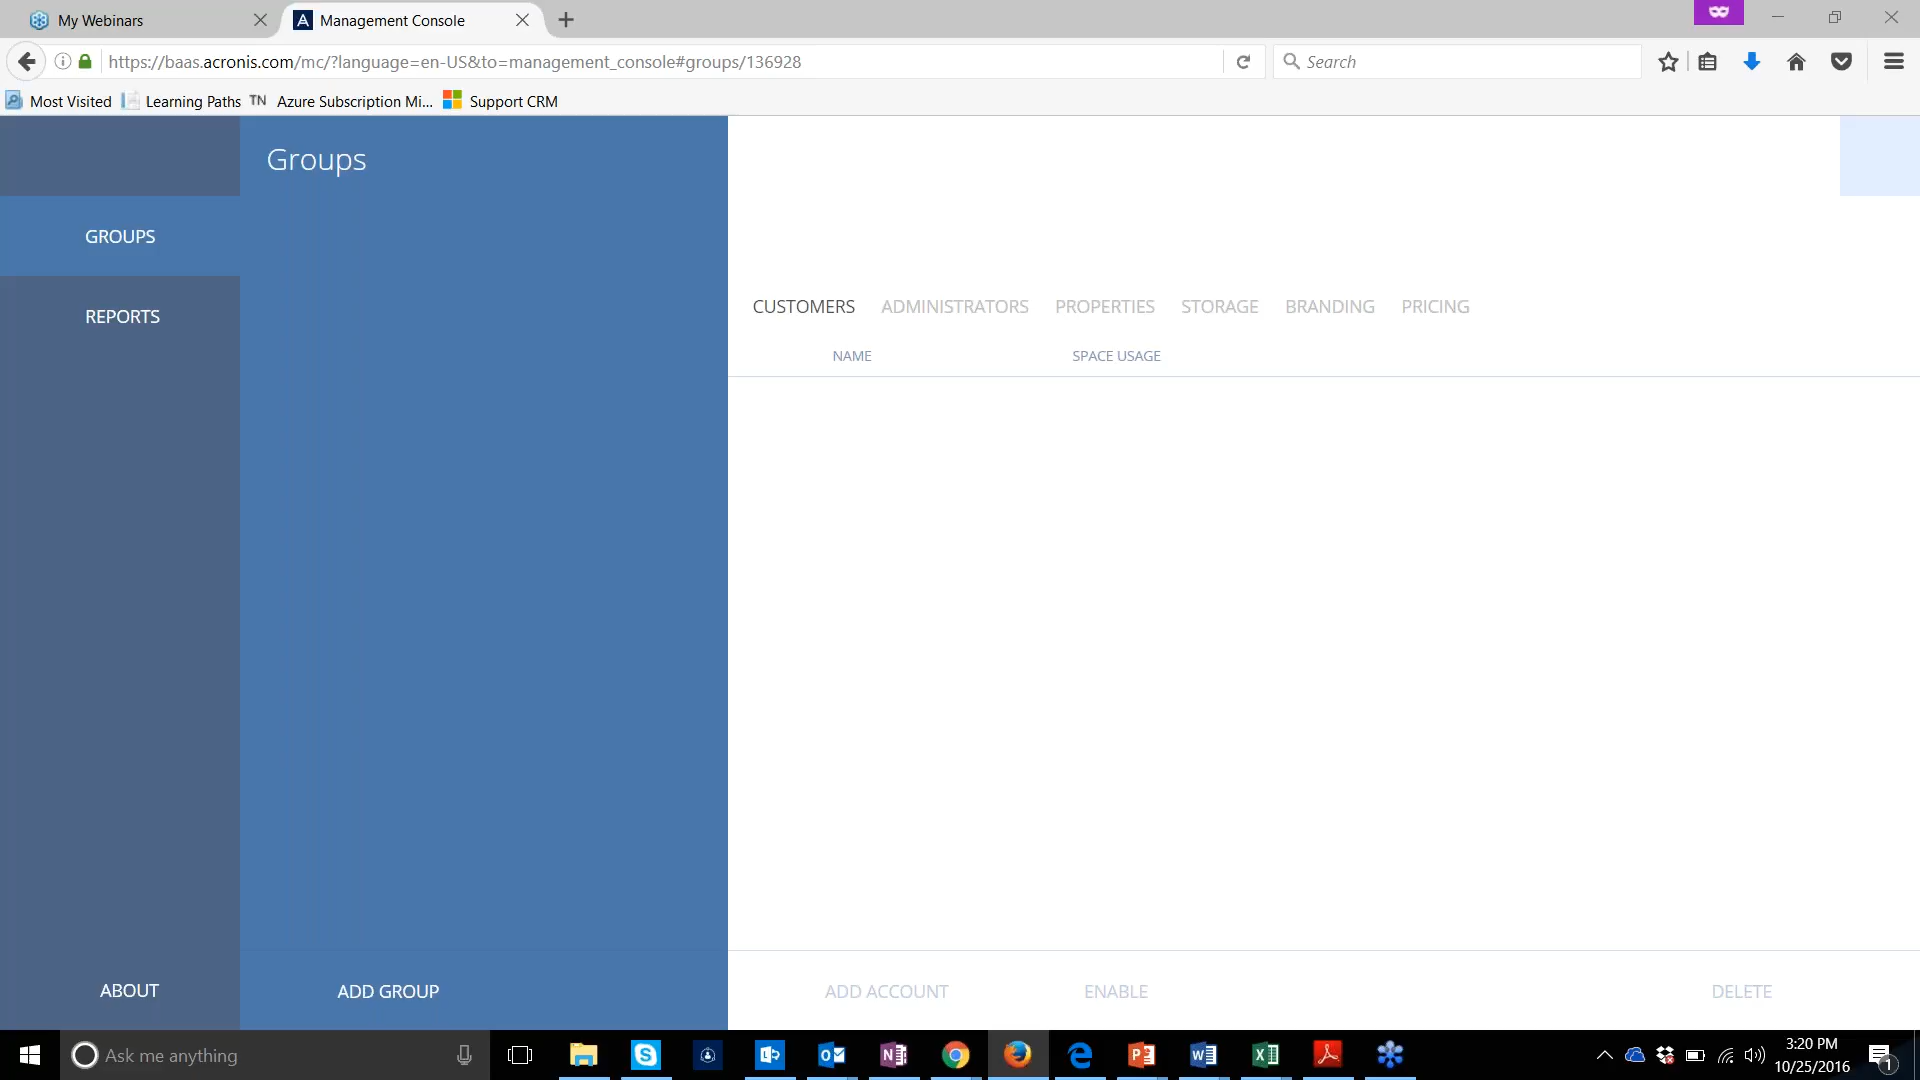 My Webinars
Management Console
https://baas.acronis.com/mc/?language=en-US&to=management_console#groups/136928
Search
Most Visited
Learning Paths
TN Azure Subscription Mi...
Support CRM
Groups
GROUPS
REPORTS
CUSTOMERS ADMINISTRATORS PROPERTIES STORAGE BRANDING PRICING
NAME SPACE USAGE
ABOUT
ADD GROUP
ADD ACCOUNT
ENABLE
DELETE
Ask me anything
3:20 PM
10/25/2016
1